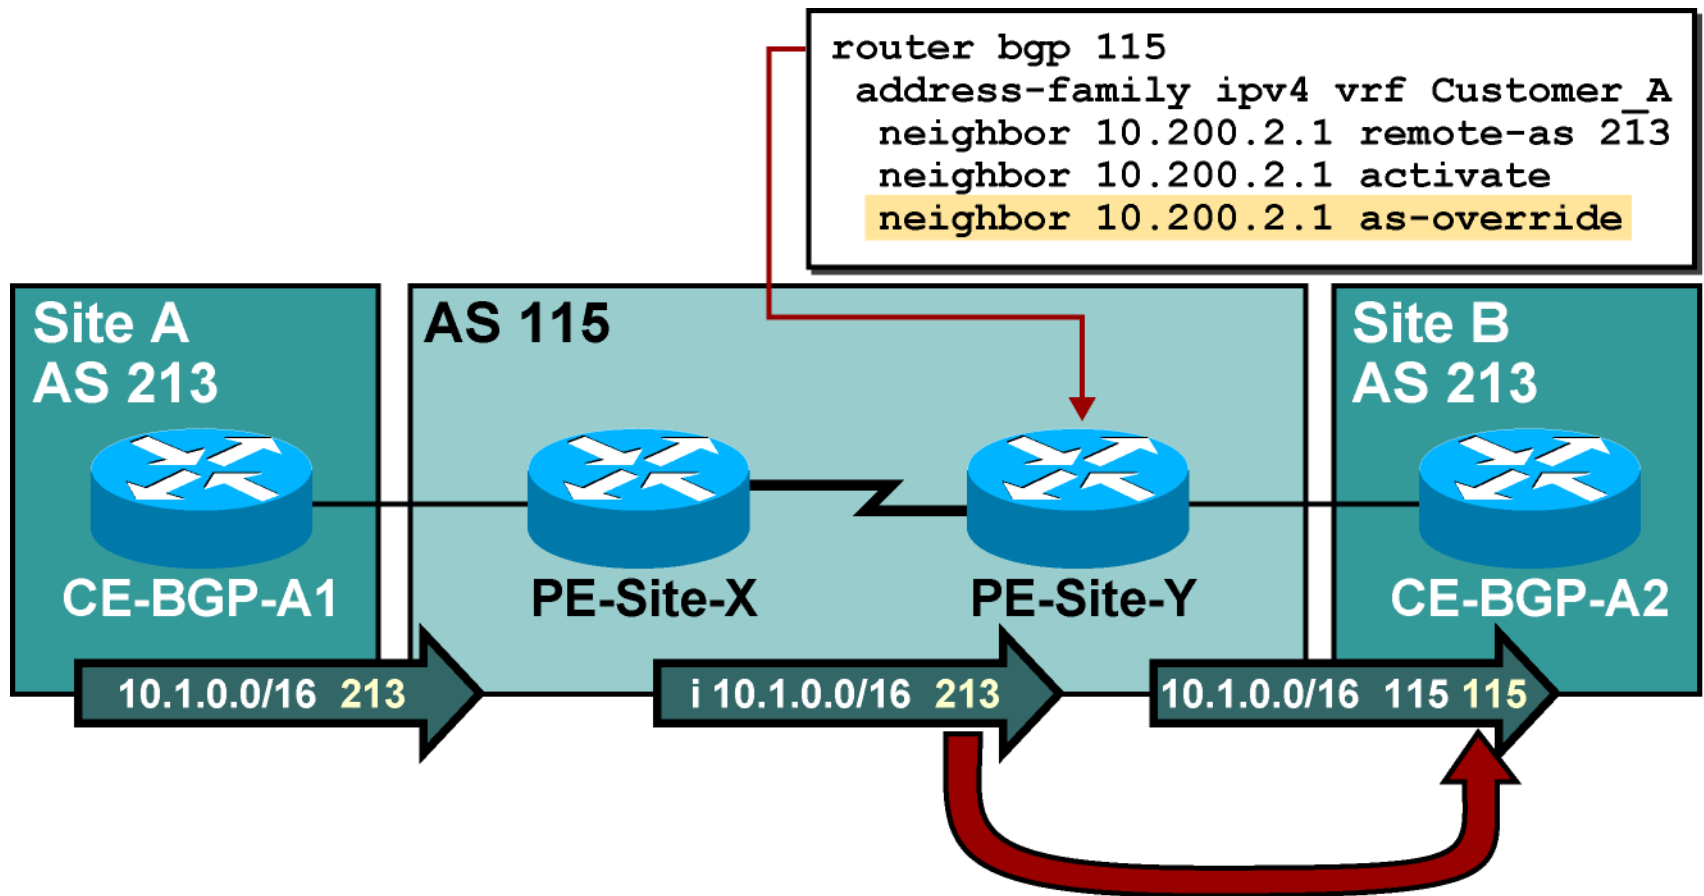 router bgp 115
address-family ipv4 vrf Customer_A
neighbor 10.200.2.1 remote-as 213
neighbor 10.200.2.1 activate
neighbor 10.200.2.1 as-override
Site A
AS 213
AS 115
Site B
AS 213
CE-BGP-A1
PE-Site-X
PE-Site-Y
CE-BGP-A2
10.1.0.0/16 213
i 10.1.0.0/16 213
10.1.0.0/16 115 115